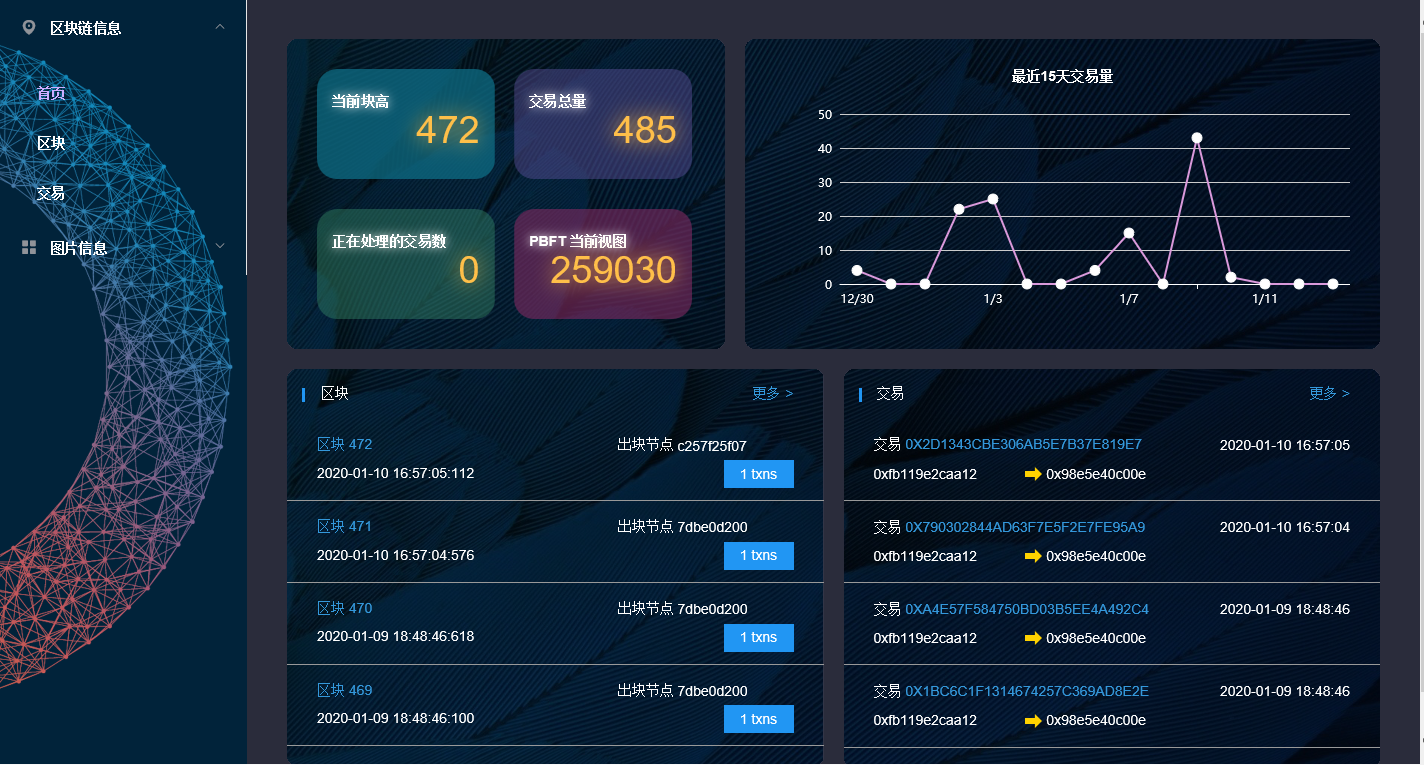 区块链信息
首页
区块
交易
图片信息
当前块高
472
交易总量
485
正在处理的交易数
0
PBFT 当前视图
259030
最近15天交易量
50
40
30
20
10
0
12/30 1/3 1/7 1/11
区块 更多 >
区块 472 出块节点 c257f25f07
2020-01-10 16:57:05:112 1 txns
区块 471 出块节点 7dbe0d200
2020-01-10 16:57:04:576 1 txns
区块 470 出块节点 7dbe0d200
2020-01-09 18:48:46:618 1 txns
区块 469 出块节点 7dbe0d200
2020-01-09 18:48:46:100 1 txns
交易 更多 >
交易 0X2D1343CBE306AB5E7B37E819E7 2020-01-10 16:57:05
0xfb119e2caa12 0x98e5e40c00e
交易 0X790302844AD63F7E5F2E7FE95A9 2020-01-10 16:57:04
0xfb119e2caa12 0x98e5e40c00e
交易 0XA4E57F584750BD03B5EE4A492C4 2020-01-09 18:48:46
0xfb119e2caa12 0x98e5e40c00e
交易 0X1BC6C1F1314674257C369AD8E2E 2020-01-09 18:48:46
0xfb119e2caa12 0x98e5e40c00e